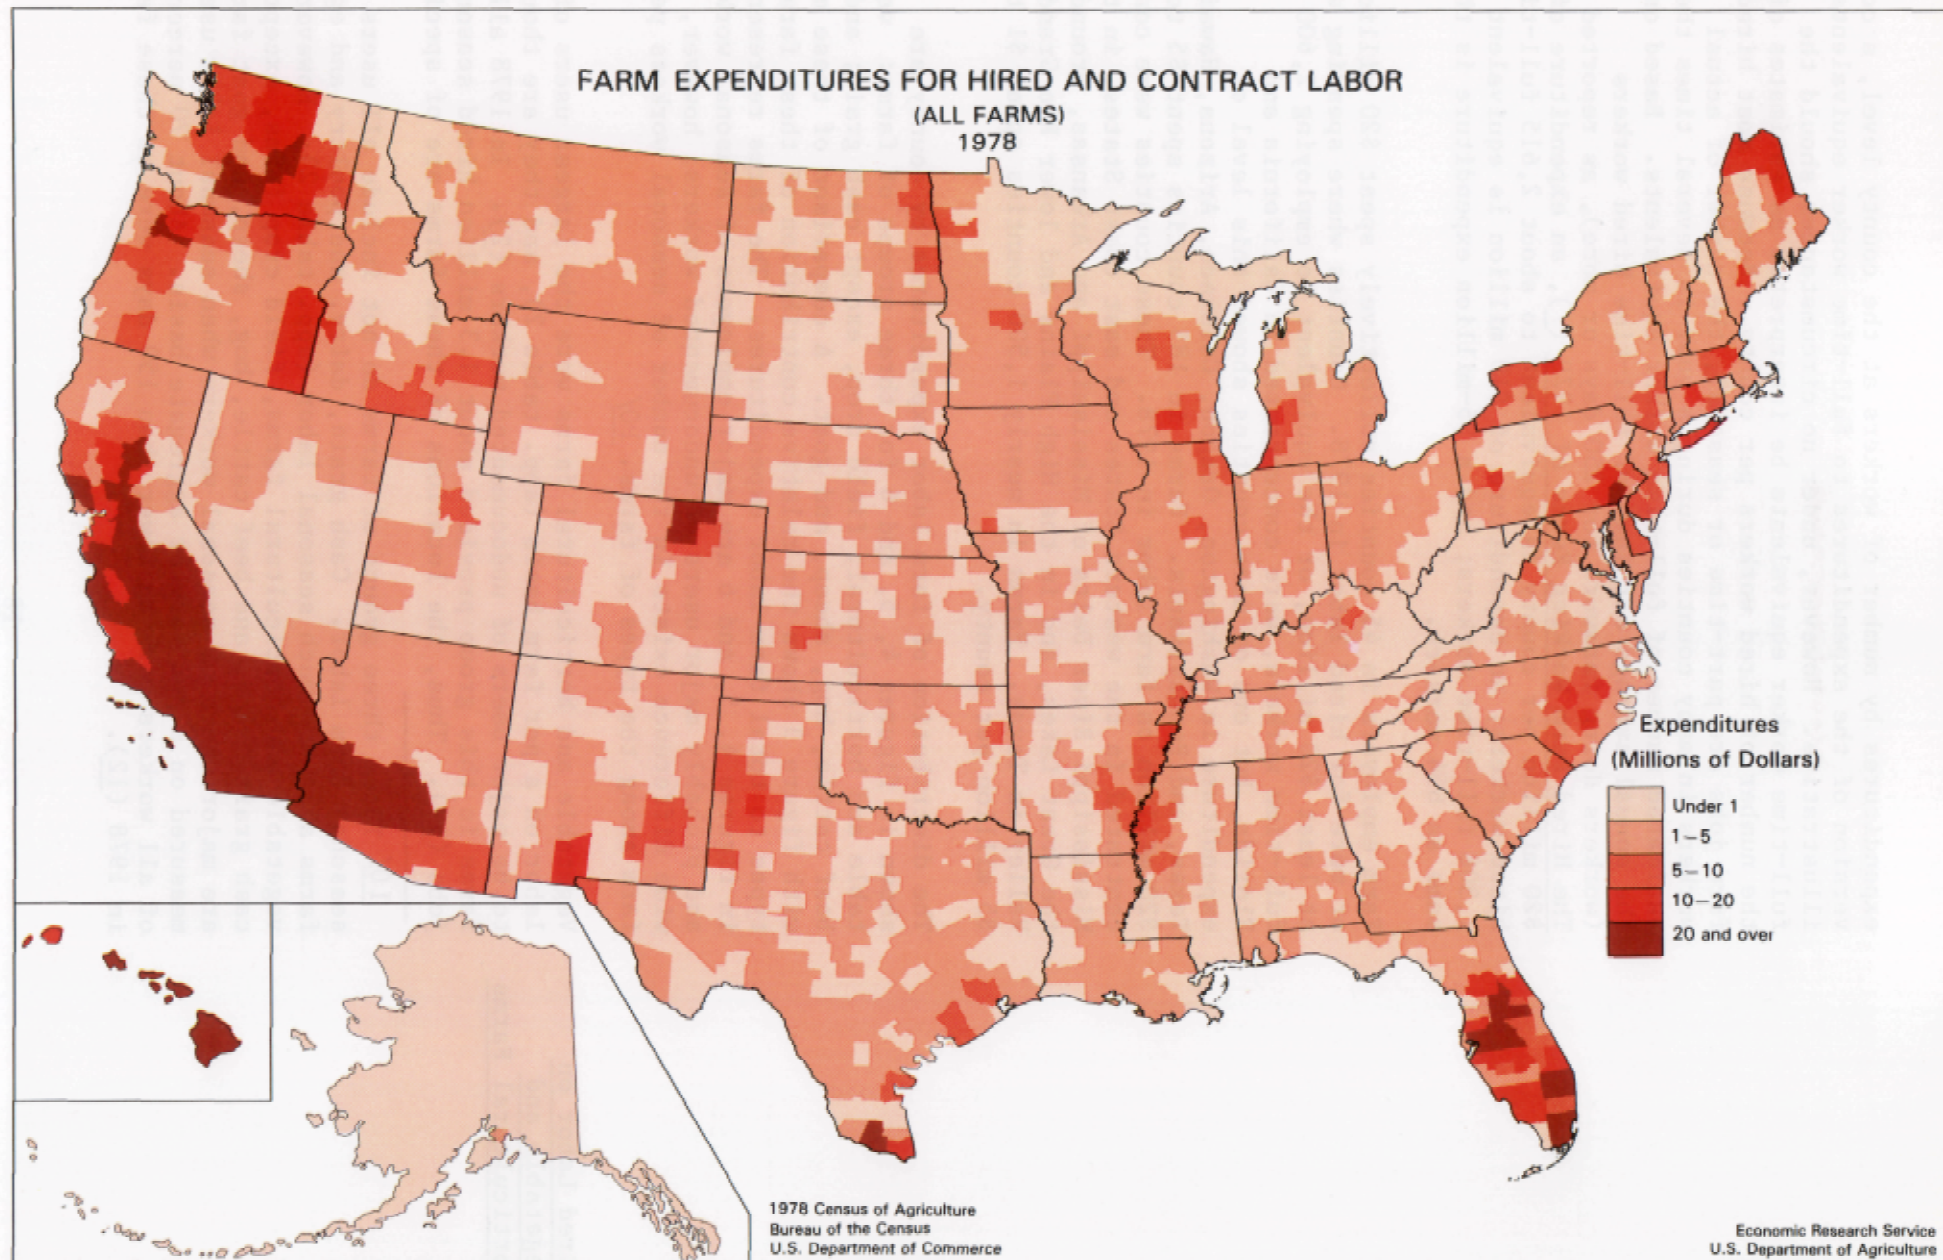 FARM EXPENDITURES FOR HIRED AND CONTRACT LABOR
(ALL FARMS)
1978
Expenditures
(Millions of Dollars)
Under 1
1–5
5–10
10–20
20 and over
1978 Census of Agriculture
Bureau of the Census
U.S. Department of Commerce
Economic Research Service
U.S. Department of Agriculture